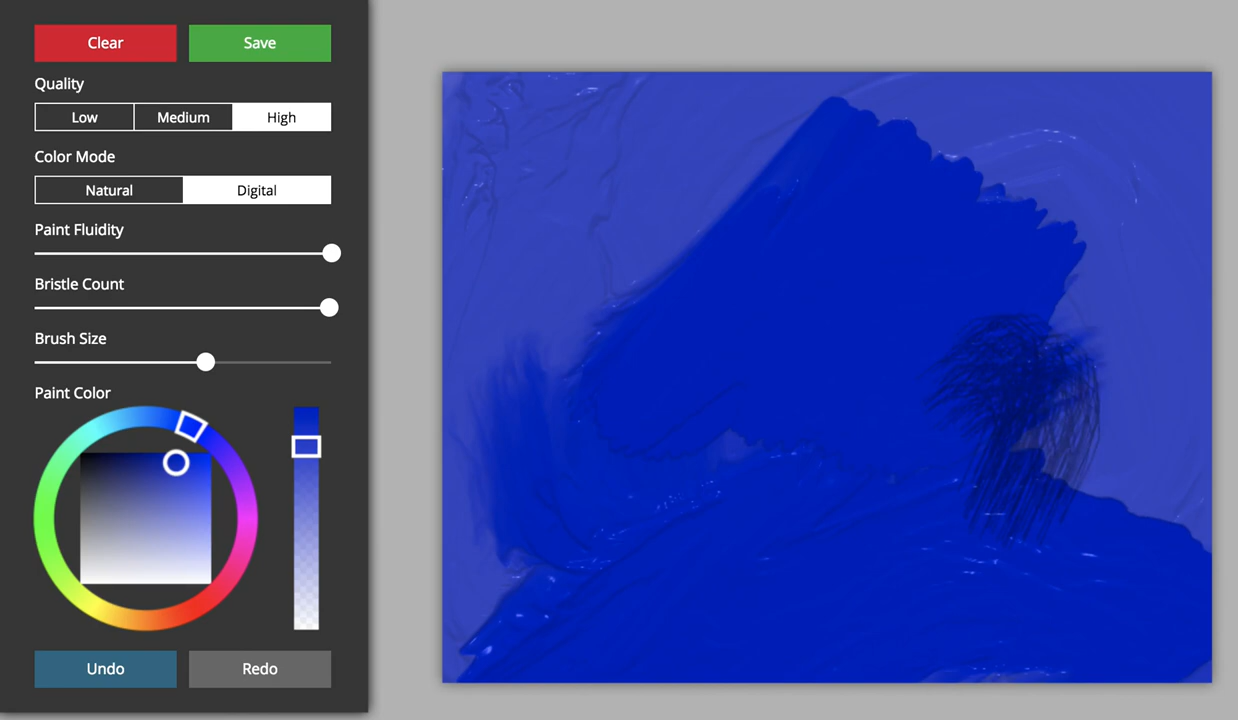 Clear Save
Quality
Low Medium High
Color Mode
Natural Digital
Paint Fluidity
Bristle Count
Brush Size
Paint Color
Undo Redo